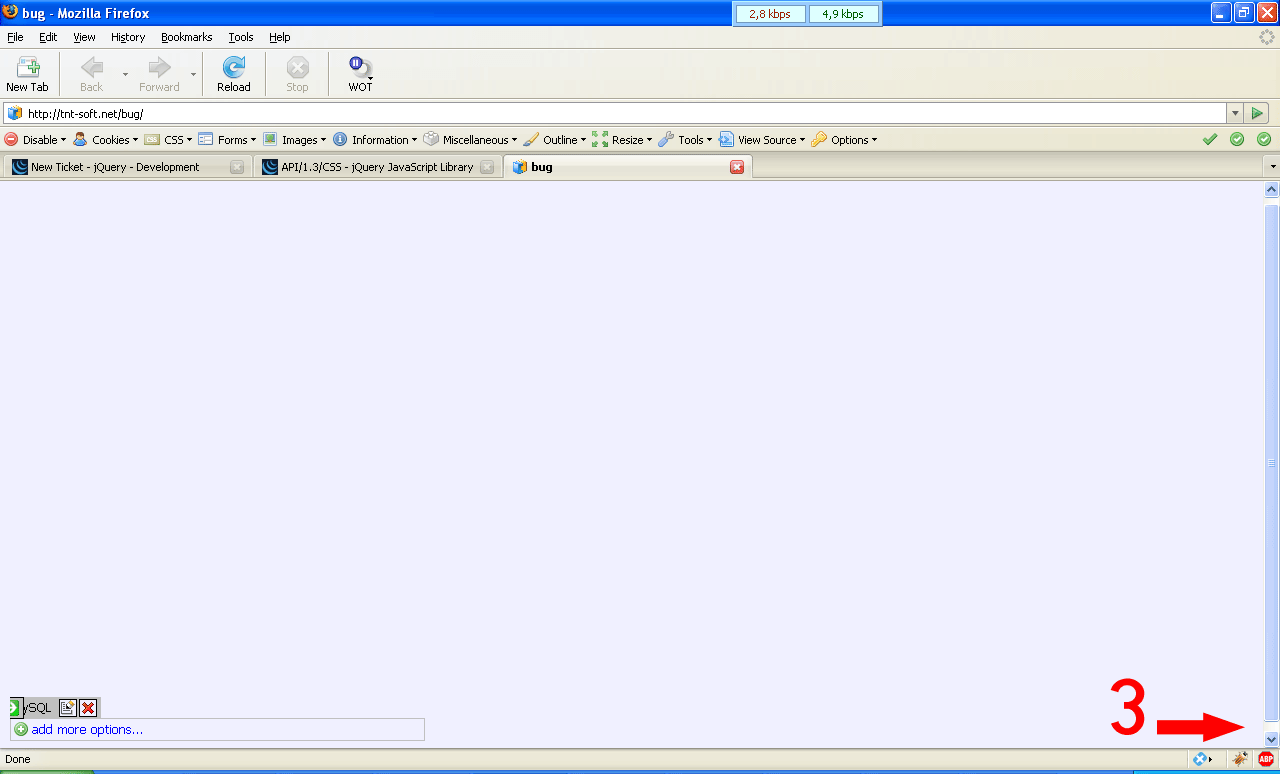 bug - Mozilla Firefox
2,8 kbps 4,9 kbps
File Edit View History Bookmarks Tools Help
New Tab Back Forward Reload Stop WOT
http://tnt-soft.net/bug/
Disable Cookies CSS Forms Images Information Miscellaneous Outline Resize Tools View Source Options
New Ticket - jQuery - Development API/1.3/CSS - jQuery JavaScript Library bug
ySQL
add more options...
3
Done
ABP